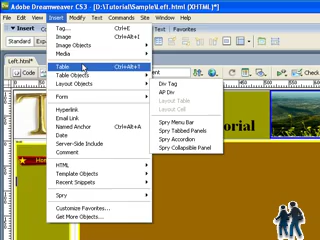 Adobe Dreamweaver CS3 - [D:\Tutorial\Sample\Left.html (XHTML)*]
File Edit View Insert Modify Text Commands Site Window Help
Insert
Common
Left.html*
Code
Tag... Ctrl+E
Image Ctrl+Alt+I
Image Objects
Media
Table Ctrl+Alt+T
Table Objects
Layout Objects
Form
Hyperlink
Email Link
Named Anchor Ctrl+Alt+A
Date
Server-Side Include
Comment
HTML
Template Objects
Recent Snippets
Spry
Customize Favorites...
Get More Objects...
Div Tag
AP Div
Layout Table
Layout Cell
Spry Menu Bar
Spry Tabbed Panels
Spry Accordion
Spry Collapsible Panel
Home